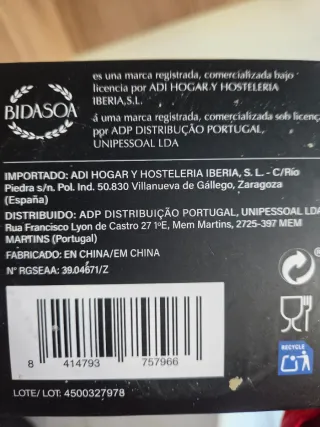 BIDASOA
es una marca registrada, comercializada bajo
licencia por ADI HOGAR Y HOSTELERIA
IBERIA,S.L.
á uma marca registrada, comercializada sob licenç
por ADP DISTRIBUÇÃO PORTUGAL,
UNIPESSOAL LDA
IMPORTADO: ADI HOGAR Y HOSTELERIA IBERIA, S. L. - C/Río
Piedra s/n. Pol. Ind. 50.830 Villanueva de Gállego, Zaragoza
(España)
DISTRIBUIDO: ADP DISTRIBUIÇÃO PORTUGAL, UNIPESSOAL LDA
Rua Francisco Lyon de Castro 27 1ºE, Mem Martins, 2725-397 MEM
MARTINS (Portugal)
FABRICADO: EN CHINA/EM CHINA
Nº RGSEAA: 39.04671/Z
8 414793 757966
RECYCLE
LOTE/ LOT: 4500327978